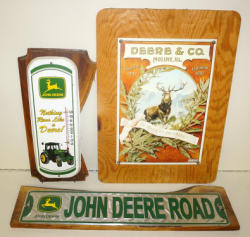 JOHN DEERE
Nothing
Runs Like
a
Deere!
DEERE & CO.
MOLINE, ILL.
JOHN DEERE
JOHN DEERE ROAD